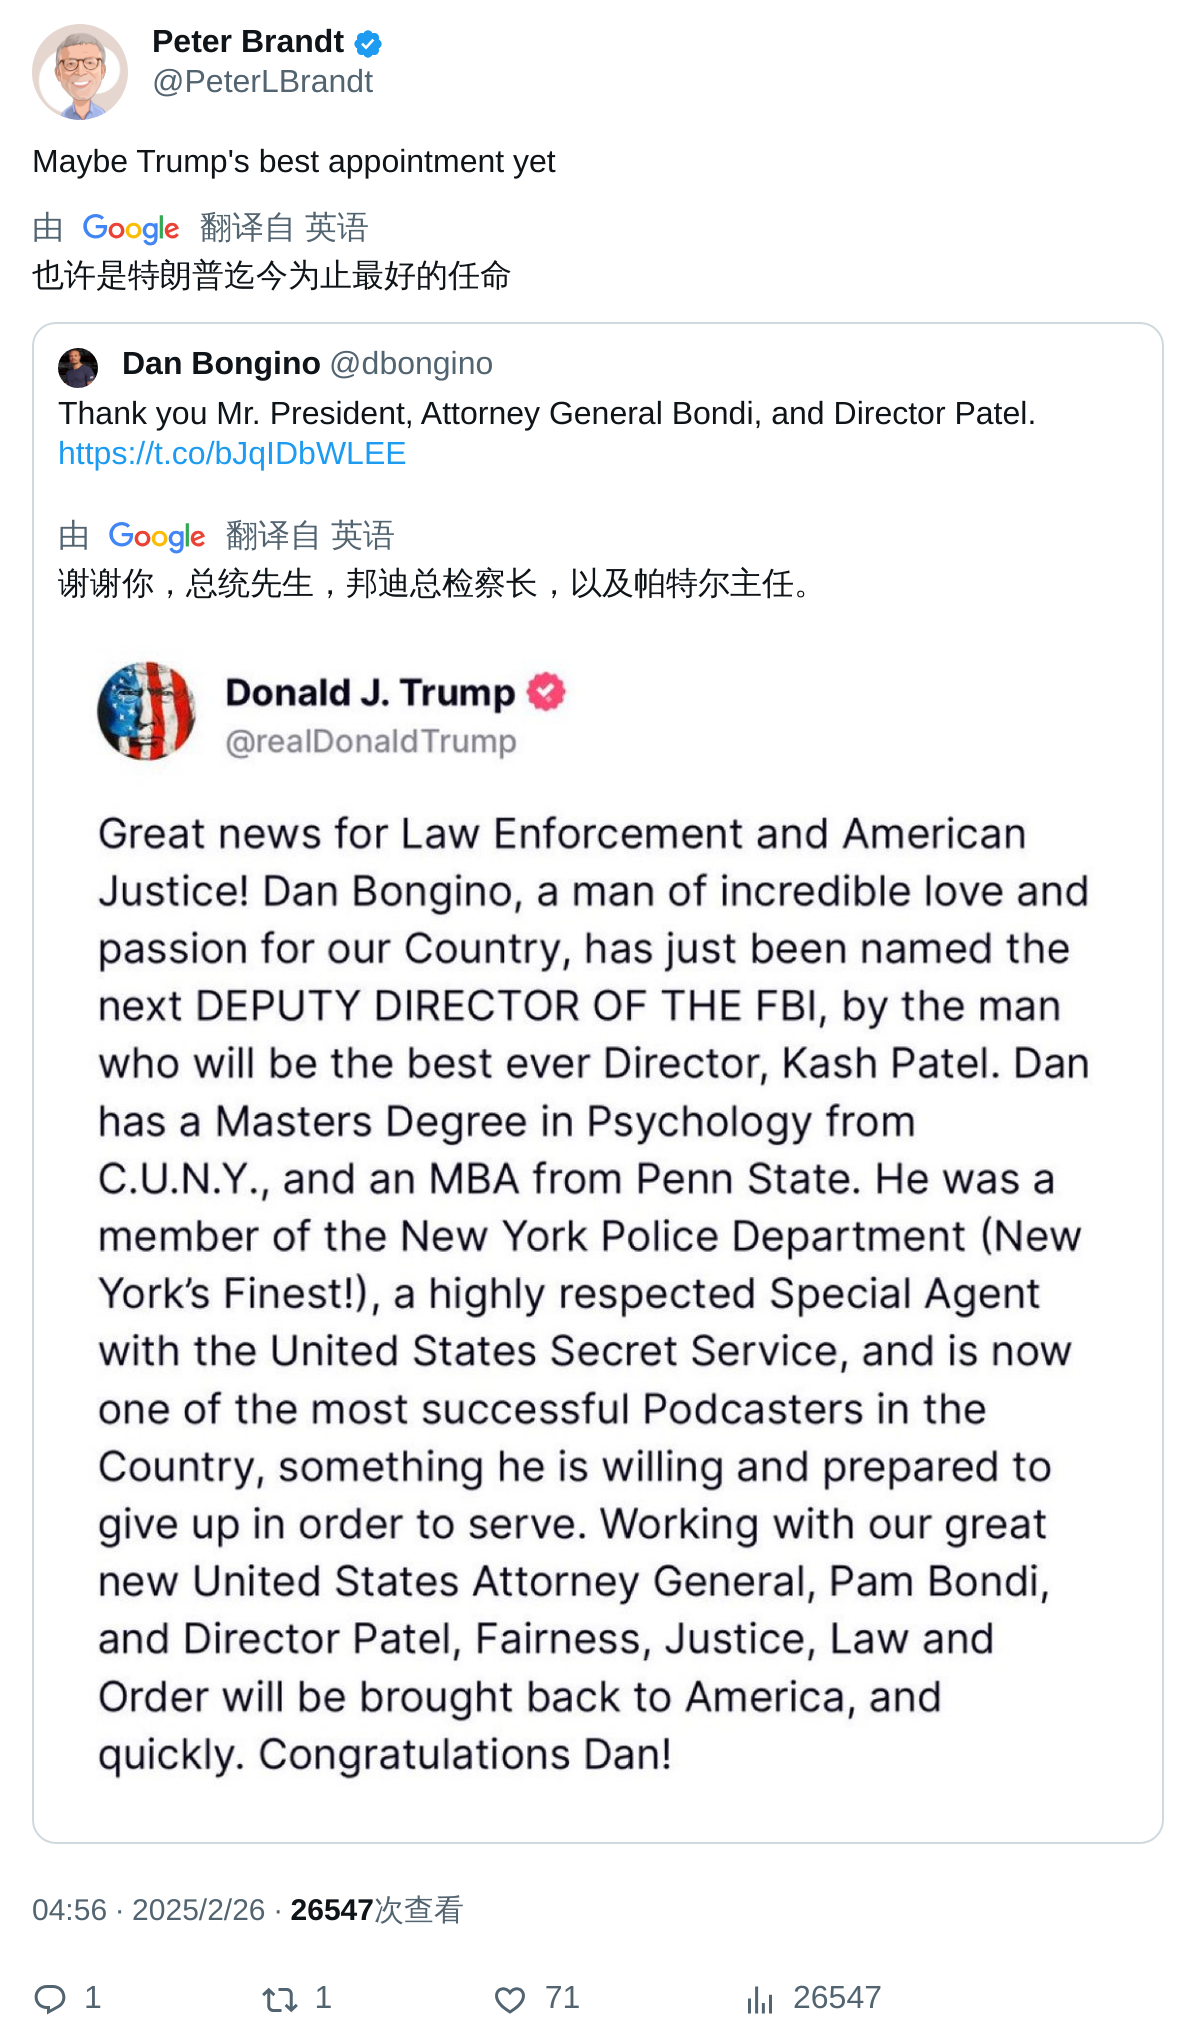 Peter Brandt
@PeterLBrandt
Maybe Trump's best appointment yet
由 Google 翻译自 英语
也许是特朗普迄今为止最好的任命
Dan Bongino @dbongino
Thank you Mr. President, Attorney General Bondi, and Director Patel.
https://t.co/bJqIDbWLEE
由 Google 翻译自 英语
谢谢你，总统先生，邦迪总检察长，以及帕特尔主任。
Donald J. Trump
@realDonaldTrump
Great news for Law Enforcement and American
Justice! Dan Bongino, a man of incredible love and
passion for our Country, has just been named the
next DEPUTY DIRECTOR OF THE FBI, by the man
who will be the best ever Director, Kash Patel. Dan
has a Masters Degree in Psychology from
C.U.N.Y., and an MBA from Penn State. He was a
member of the New York Police Department (New
York’s Finest!), a highly respected Special Agent
with the United States Secret Service, and is now
one of the most successful Podcasters in the
Country, something he is willing and prepared to
give up in order to serve. Working with our great
new United States Attorney General, Pam Bondi,
and Director Patel, Fairness, Justice, Law and
Order will be brought back to America, and
quickly. Congratulations Dan!
04:56 · 2025/2/26 · 26547次查看
1 1 71 26547